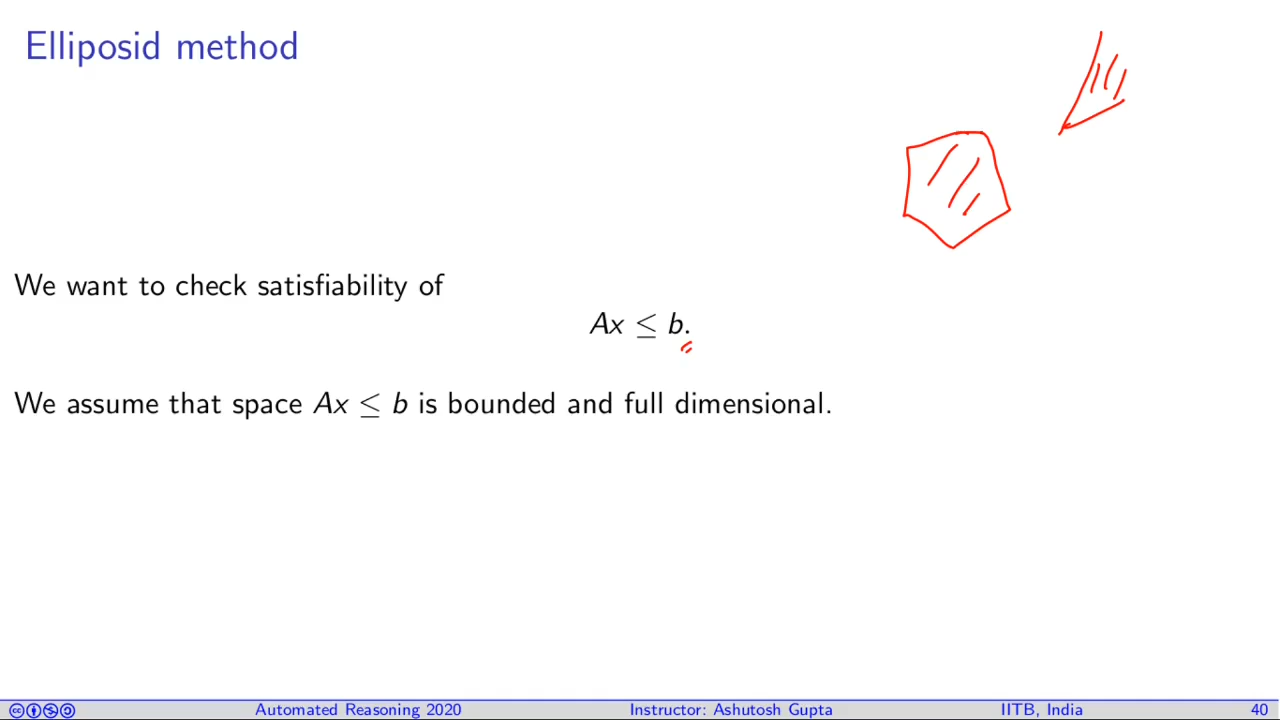 Elliposid method
We want to check satisfiability of
Ax ≤ b.
We assume that space Ax ≤ b is bounded and full dimensional.
Automated Reasoning 2020 Instructor: Ashutosh Gupta IITB, India 40